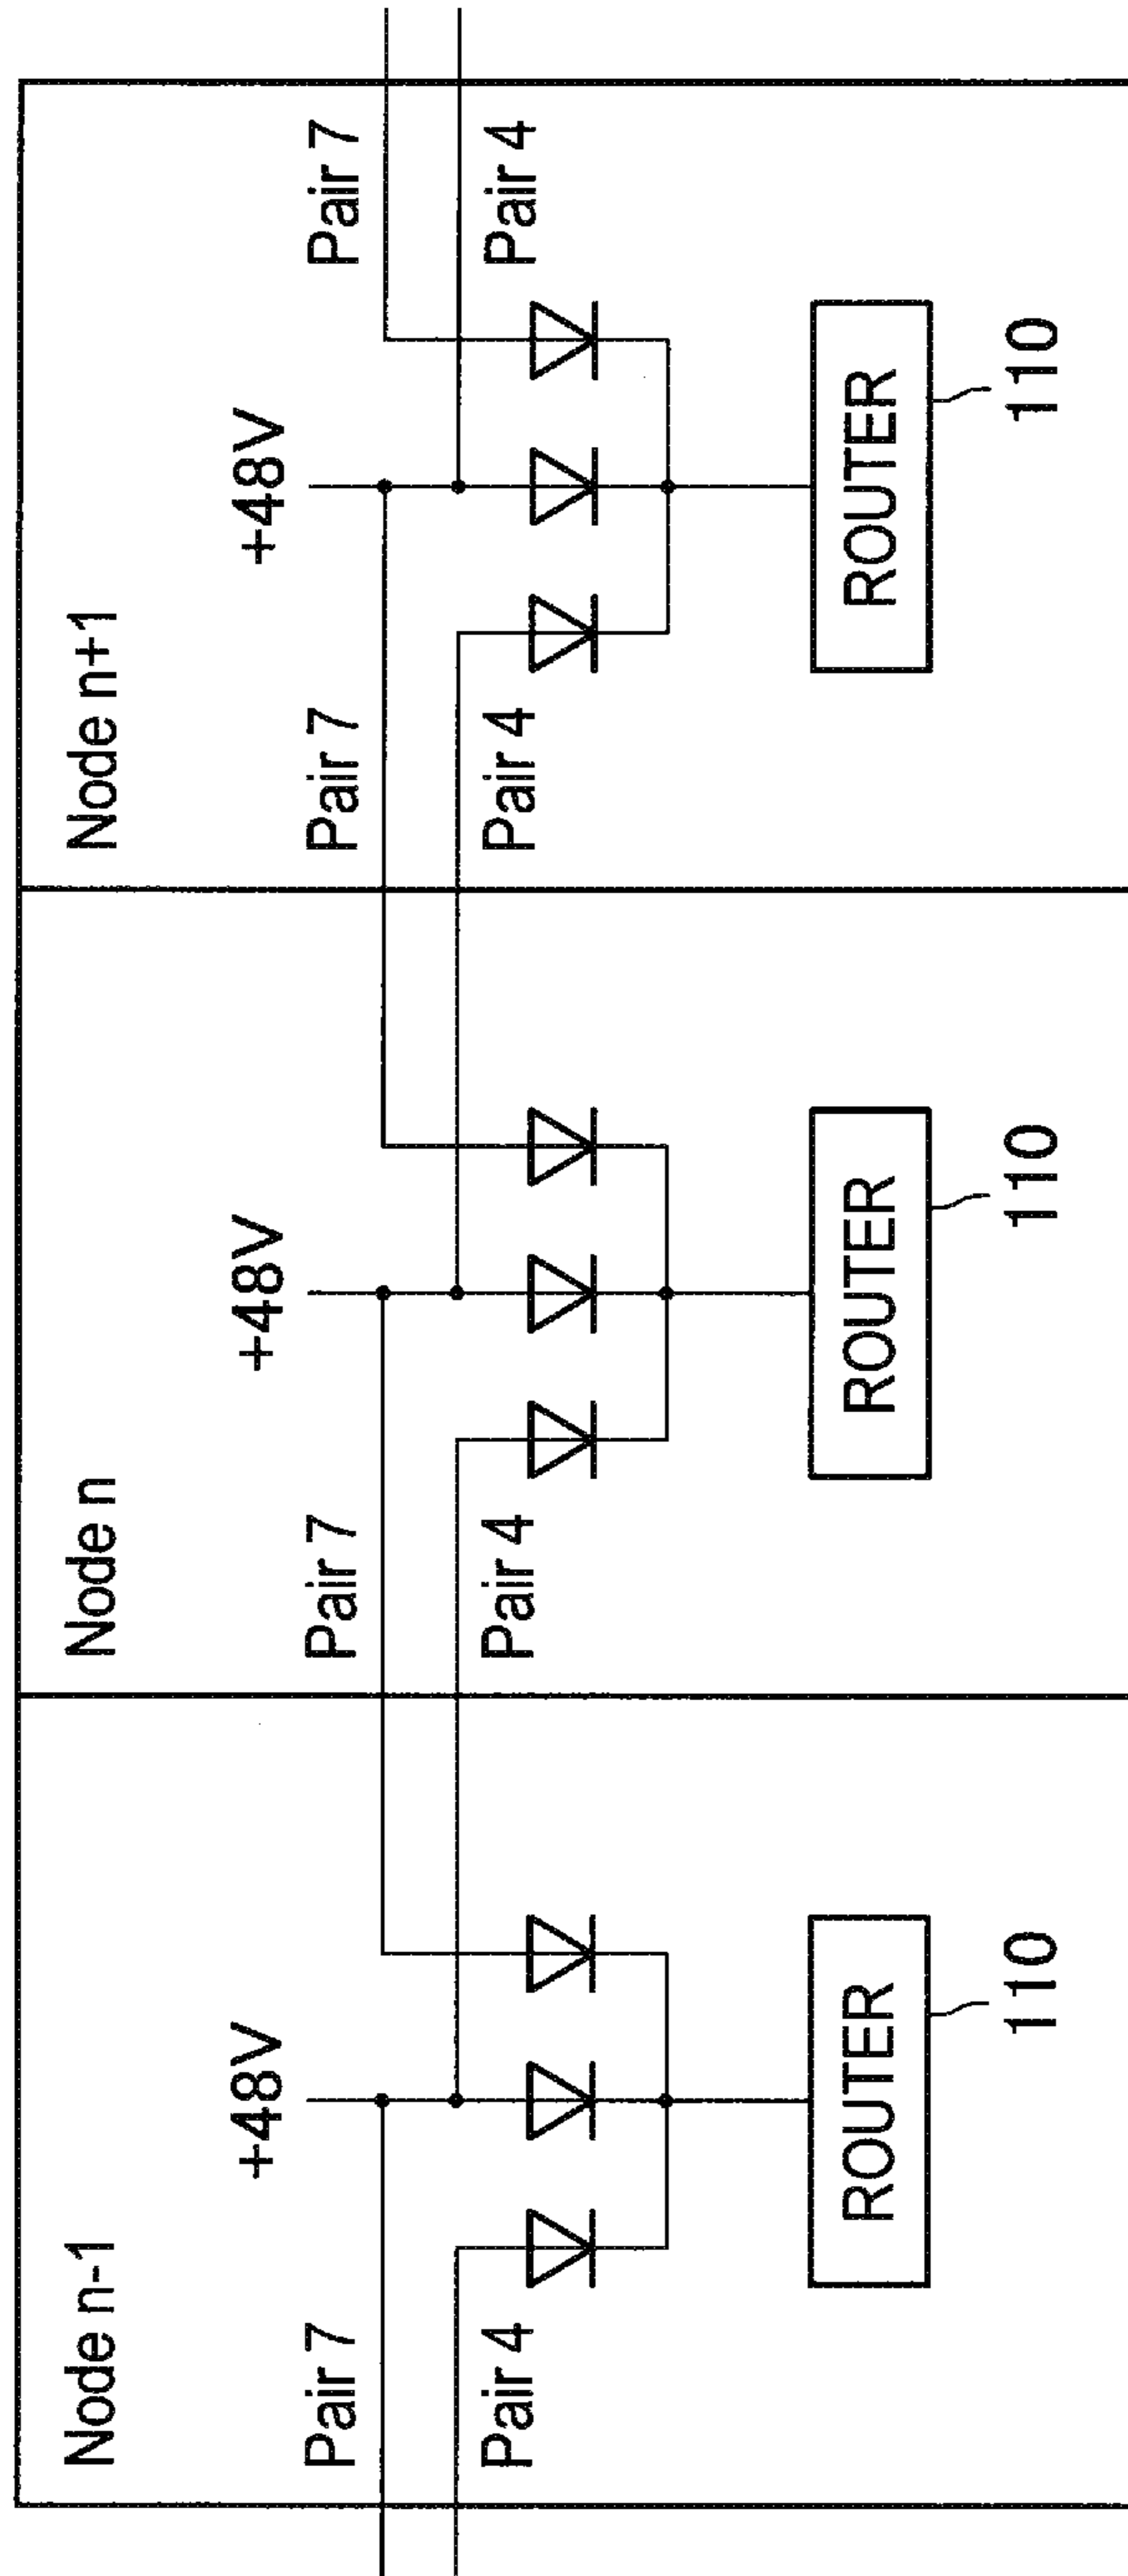 Node n-1
+48V
Pair 7
Pair 4
ROUTER
110
Node n
+48V
Pair 7
Pair 4
ROUTER
110
Node n+1
+48V
Pair 7
Pair 7
Pair 4
Pair 4
ROUTER
110